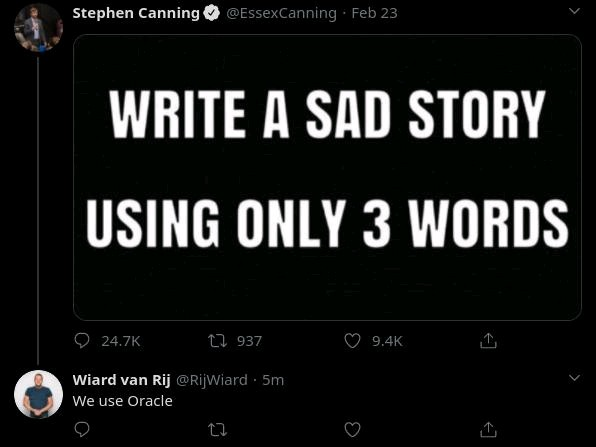 Stephen Canning @EssexCanning · Feb 23
WRITE A SAD STORY
USING ONLY 3 WORDS
24.7K 937 9.4K
Wiard van Rij @RijWiard · 5m
We use Oracle